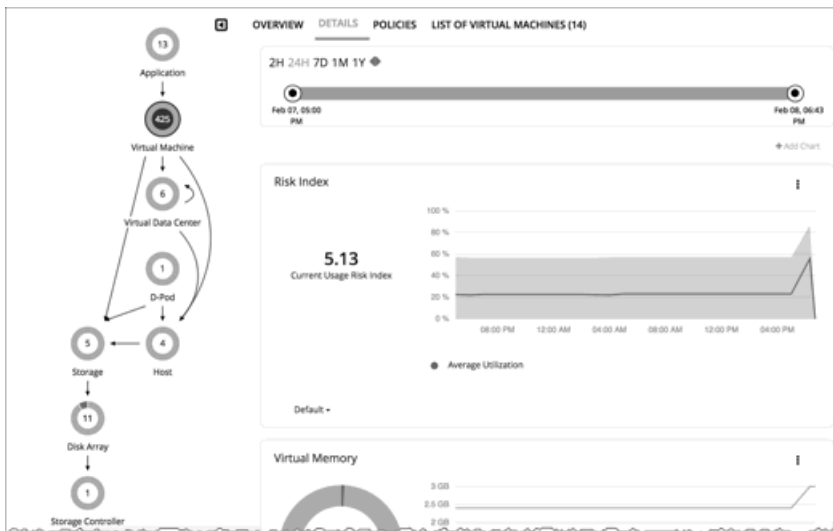 13
Application
425
Virtual Machine
6
Virtual Data Center
1
D-Pod
5
4
Storage
Host
11
Disk Array
1
Storage Controller
OVERVIEW DETAILS POLICIES LIST OF VIRTUAL MACHINES (14)
2H 24H 7D 1M 1Y
Feb 07, 05:00
PM
Feb 08, 06:43
PM
+ Add Chart
Risk Index
5.13
Current Usage Risk Index
100 %
80 %
60 %
40 %
20 %
0 %
08:00 PM 12:00 AM 04:00 AM 08:00 AM 12:00 PM 04:00 PM
Average Utilization
Default
Virtual Memory
3 GB
2.5 GB
2 GB